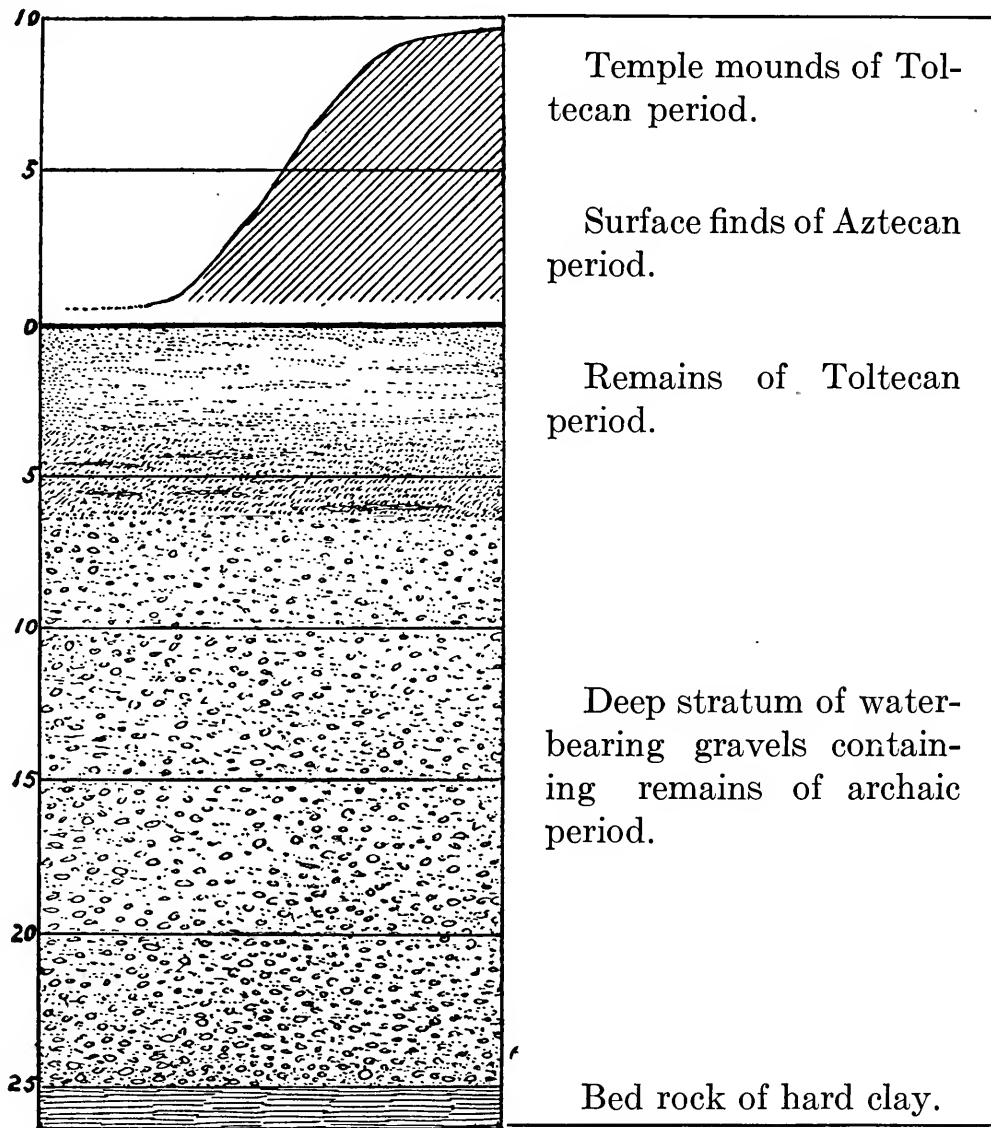 10
Temple mounds of Tol-
tecan period.
5
Surface finds of Aztecan
period.
0
Remains of Toltecan
period.
5
10
Deep stratum of water-
bearing gravels contain-
ing remains of archaic
period.
15
20
25
Bed rock of hard clay.